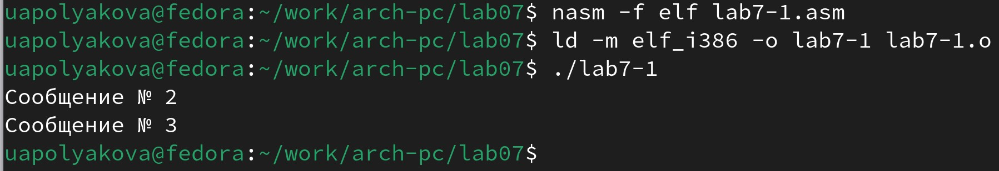 uapolyakova@fedora:~/work/arch-pc/lab07$ nasm -f elf lab7-1.asm
uapolyakova@fedora:~/work/arch-pc/lab07$ ld -m elf_i386 -o lab7-1 lab7-1.o
uapolyakova@fedora:~/work/arch-pc/lab07$ ./lab7-1
Сообщение № 2
Сообщение № 3
uapolyakova@fedora:~/work/arch-pc/lab07$